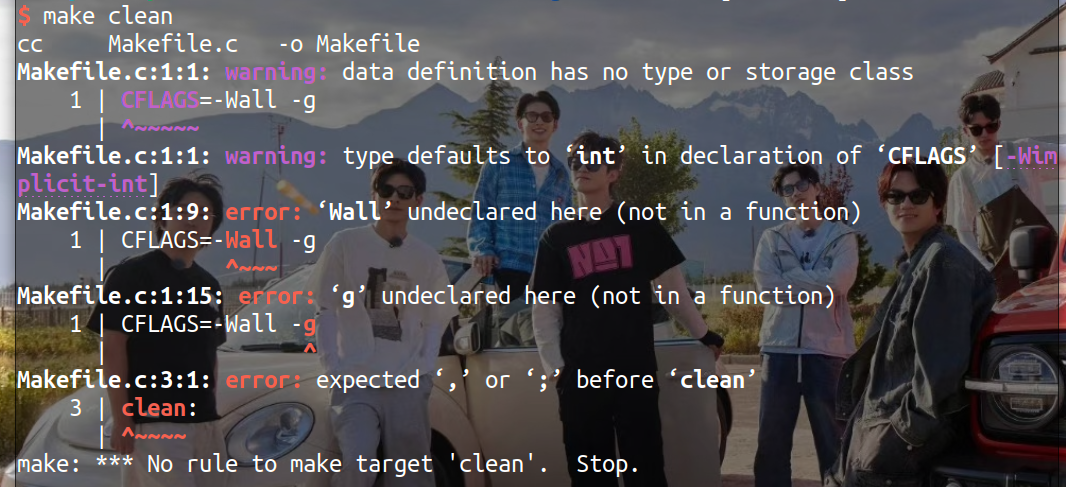 $ make clean
cc     Makefile.c   -o Makefile
Makefile.c:1:1: warning: data definition has no type or storage class
    1 | CFLAGS=-Wall -g
      | ^~~~~~
Makefile.c:1:1: warning: type defaults to ‘int’ in declaration of ‘CFLAGS’ [-Wim
plicit-int]
Makefile.c:1:9: error: ‘Wall’ undeclared here (not in a function)
    1 | CFLAGS=-Wall -g
      |         ^~~~
Makefile.c:1:15: error: ‘g’ undeclared here (not in a function)
    1 | CFLAGS=-Wall -g
      |               ^
Makefile.c:3:1: error: expected ‘,’ or ‘;’ before ‘clean’
    3 | clean:
      | ^~~~~
make: *** No rule to make target 'clean'.  Stop.
NO1